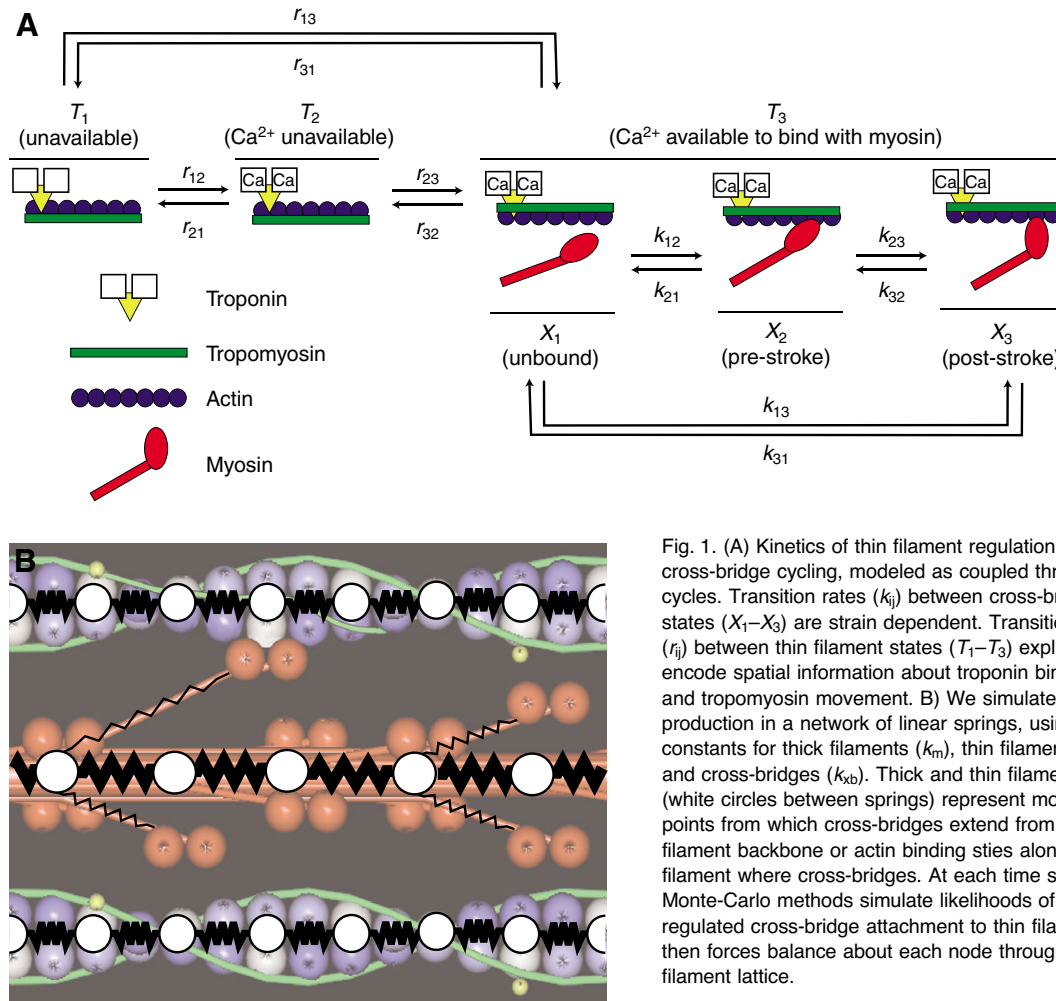 A
r13
r31
T1
(unavailable)
T2
(Ca2+ unavailable)
T3
(Ca2+ available to bind with myosin)
r12
r21
Ca Ca
r23
r32
Ca Ca
k12
k21
Ca Ca
k23
k32
Ca Ca
X1
(unbound)
X2
(pre-stroke)
X3
(post-stroke)
k13
k31
Troponin
Tropomyosin
Actin
Myosin
B
Fig. 1. (A) Kinetics of thin filament regulation
cross-bridge cycling, modeled as coupled thr
cycles. Transition rates (kij) between cross-br
states (X1–X3) are strain dependent. Transitio
(rij) between thin filament states (T1–T3) expl
encode spatial information about troponin bin
and tropomyosin movement. B) We simulate
production in a network of linear springs, usin
constants for thick filaments (km), thin filamen
and cross-bridges (kxb). Thick and thin filame
(white circles between springs) represent mo
points from which cross-bridges extend from
filament backbone or actin binding sties alon
filament where cross-bridges. At each time s
Monte-Carlo methods simulate likelihoods of
regulated cross-bridge attachment to thin fila
then forces balance about each node through
filament lattice.